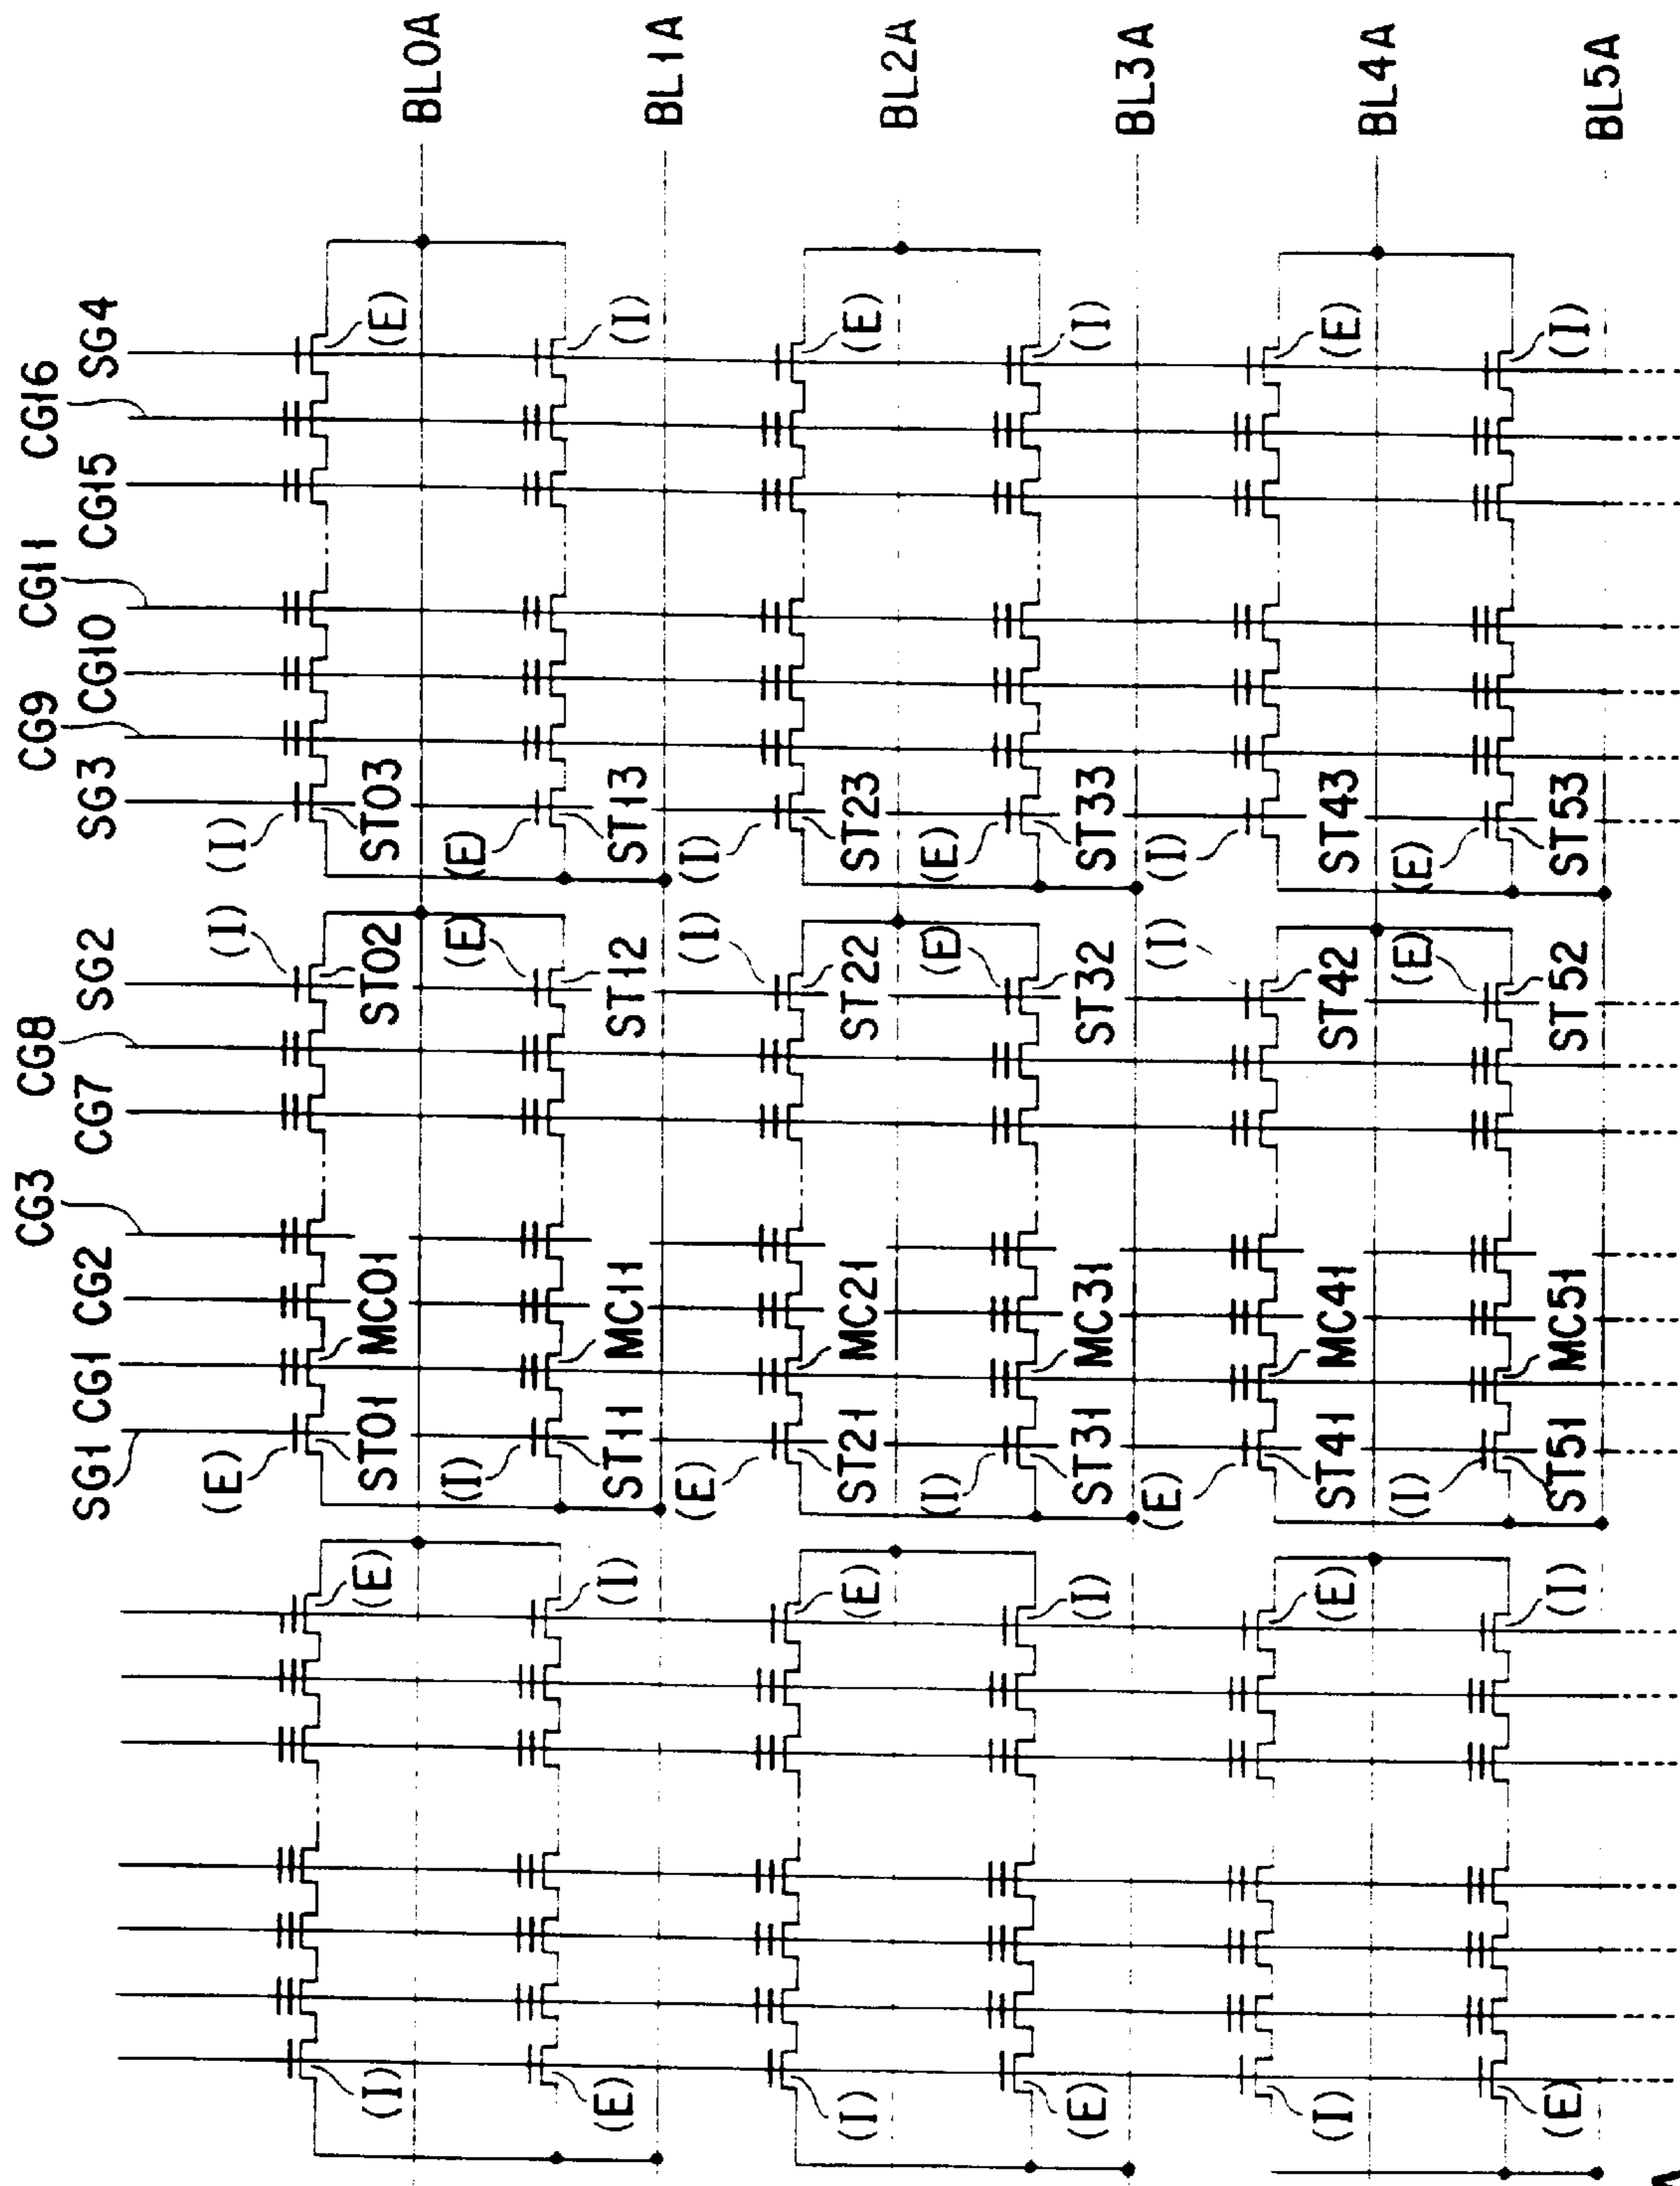 CG3 CG8 CG9 CG11 CG16
SG1 CG1 CG2 CG7 SG2 SG3 CG10 CG15 SG4
(E) (I) (I)
(I) (E) ST01 MC01 ST02 ST03 (E)
BL0A
(I) (E) (E)
(E) (I) ST11 MC11 ST12 ST13 (I)
BL1A
(E) (I) (I)
(I) (E) ST21 MC21 ST22 ST23 (E)
BL2A
(I) (E) (E)
(E) (I) ST31 MC31 ST32 ST33 (I)
BL3A
(E) (I) (I)
(I) (E) ST41 MC41 ST42 ST43 (E)
BL4A
(I) (E) (E)
(E) (I) ST51 MC51 ST52 ST53 (I)
BL5A